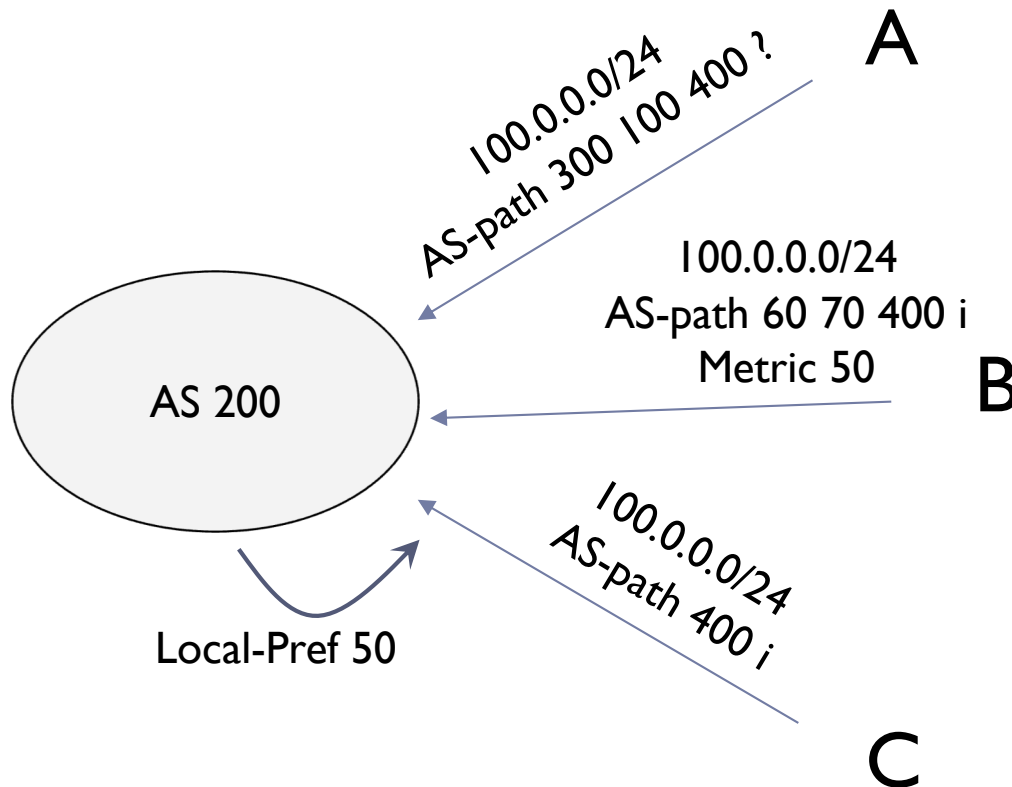 A
100.0.0.0/24
AS-path 300 100 400 ?
100.0.0.0/24
AS-path 60 70 400 i
Metric 50
B
AS 200
100.0.0.0/24
AS-path 400 i
Local-Pref 50
C